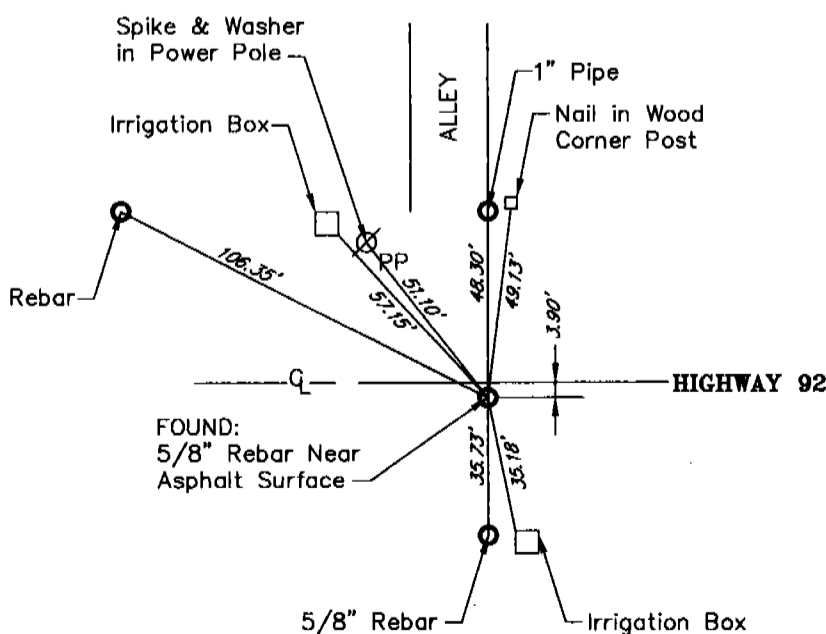 Spike & Washer
in Power Pole
Irrigation Box
ALLEY
1" Pipe
Nail in Wood
Corner Post
Rebar
106.35'
PP
51.10'
57.15'
48.30'
49.13'
3.90'
CL
HIGHWAY 92
FOUND:
5/8" Rebar Near
Asphalt Surface
35.73'
35.18'
5/8" Rebar
Irrigation Box